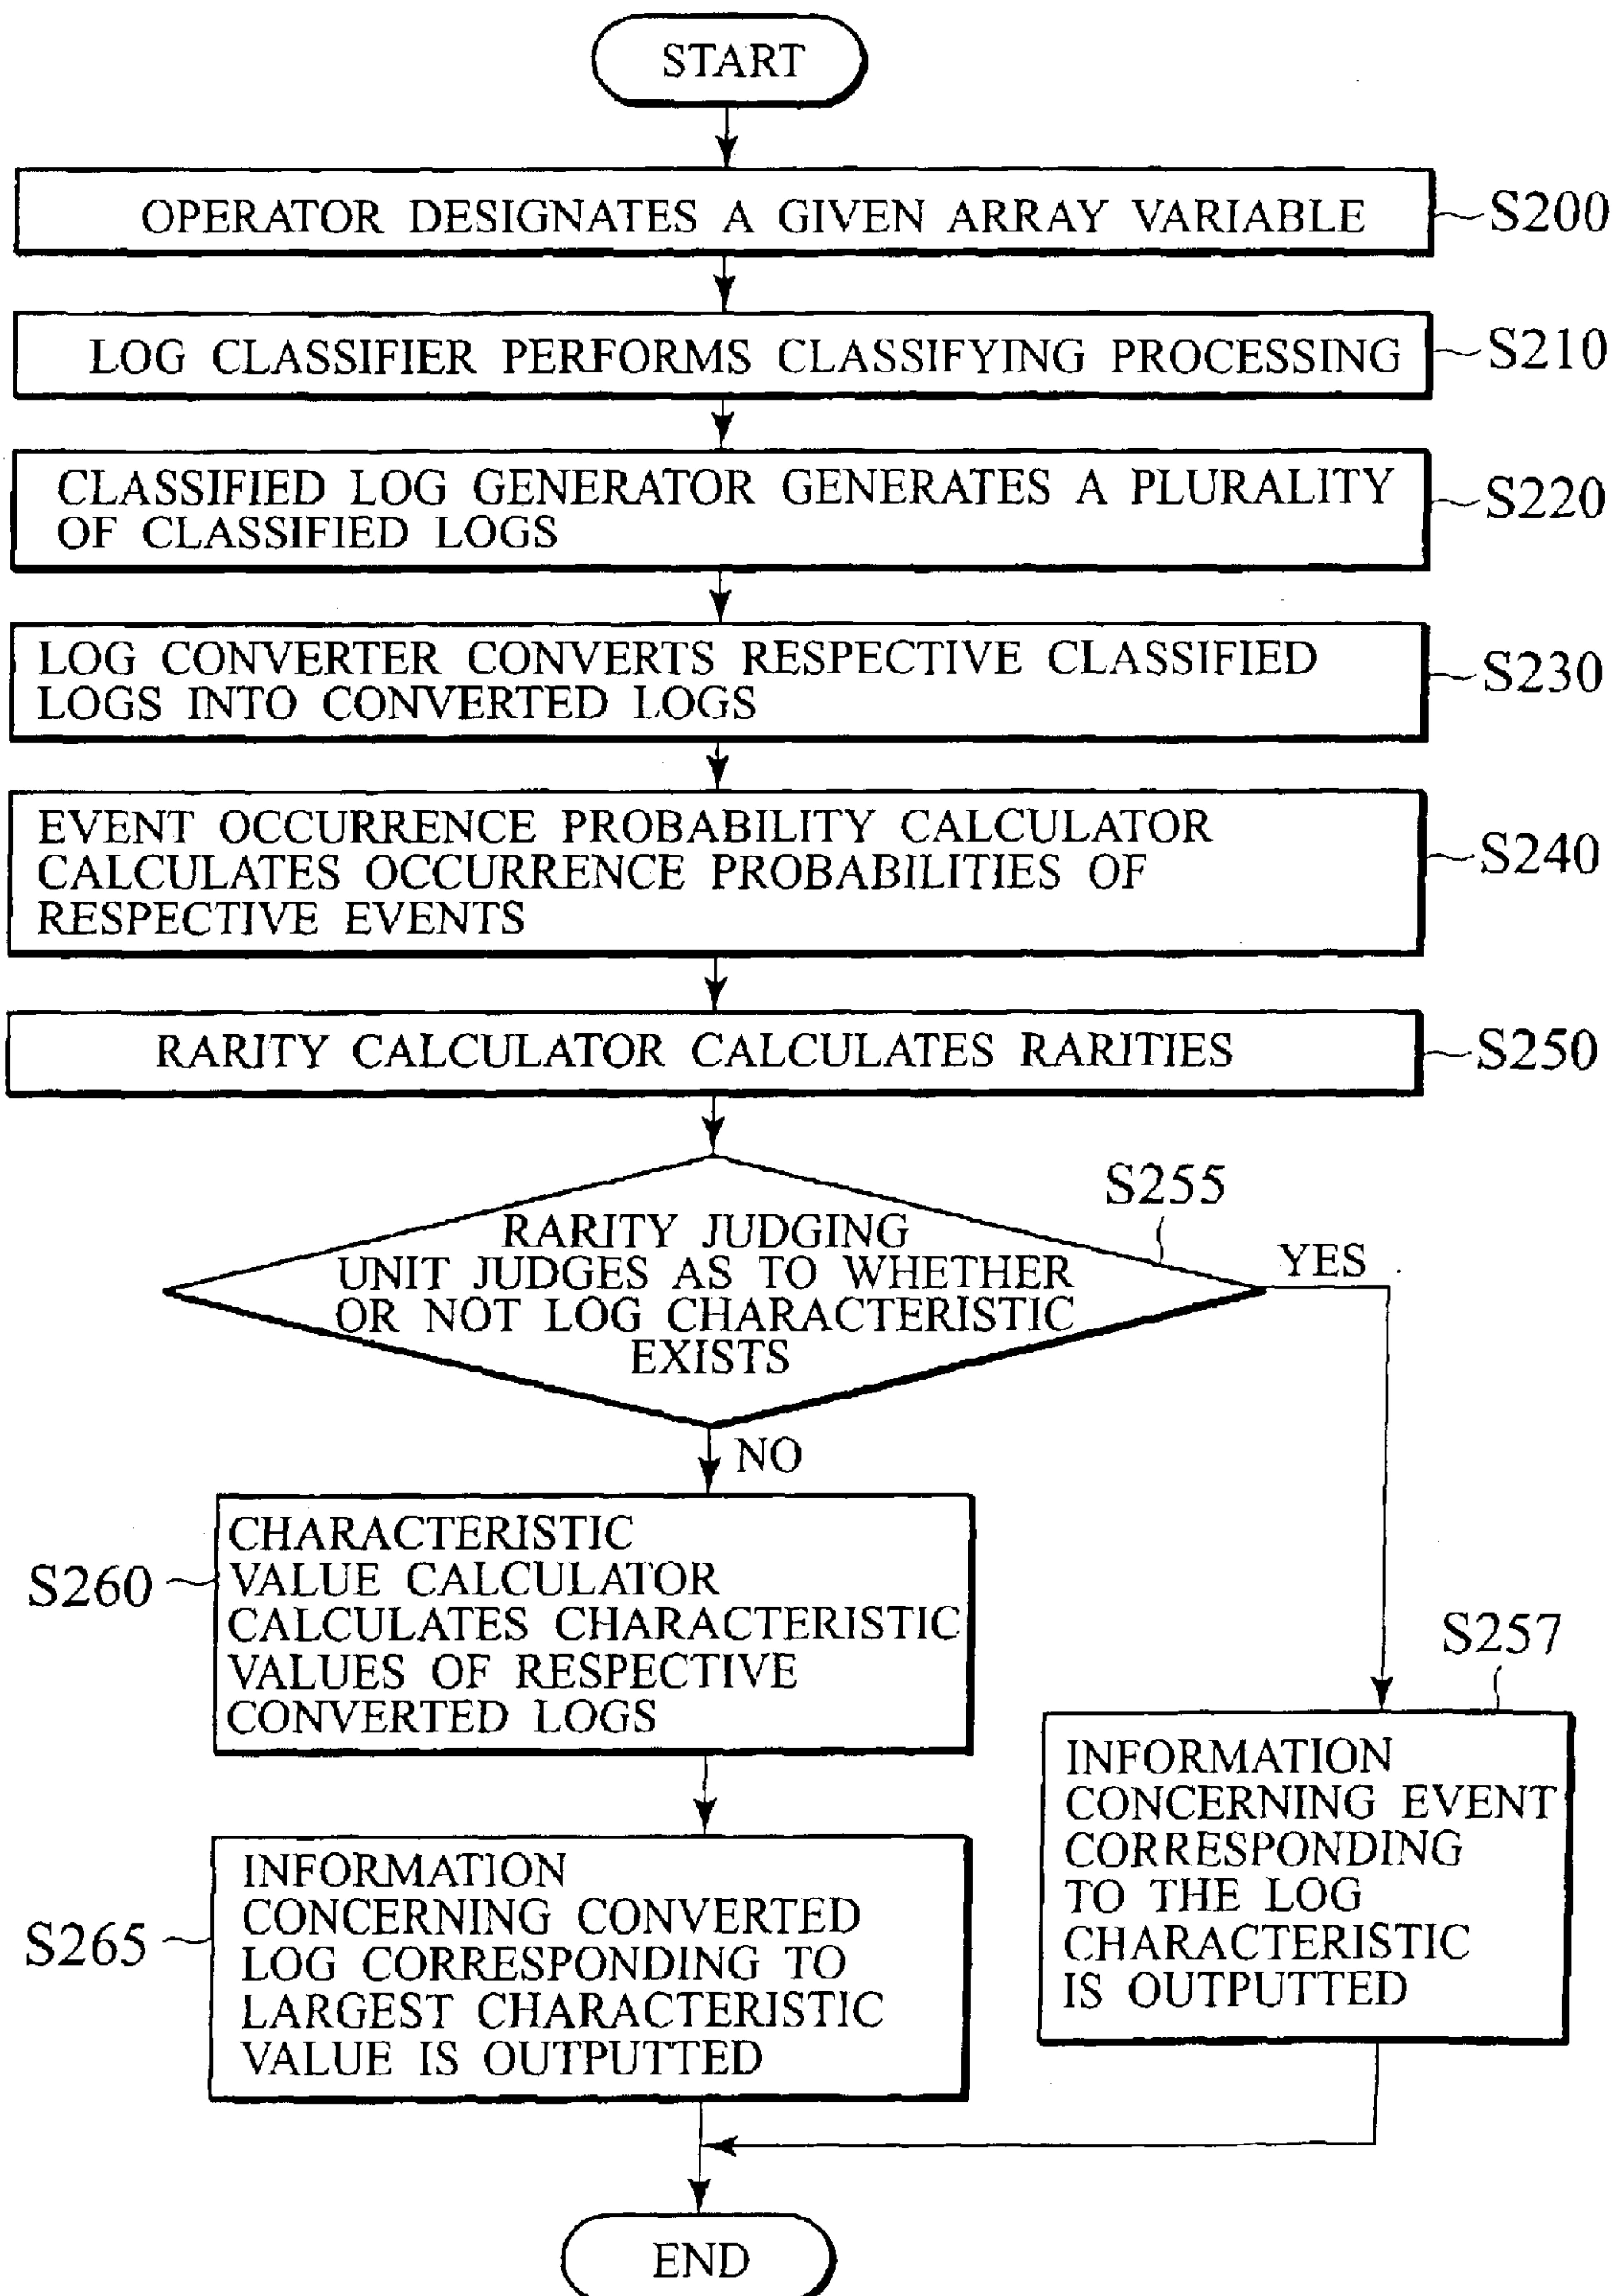 START
OPERATOR DESIGNATES A GIVEN ARRAY VARIABLE
S200
LOG CLASSIFIER PERFORMS CLASSIFYING PROCESSING
S210
CLASSIFIED LOG GENERATOR GENERATES A PLURALITY
OF CLASSIFIED LOGS
S220
LOG CONVERTER CONVERTS RESPECTIVE CLASSIFIED
LOGS INTO CONVERTED LOGS
S230
EVENT OCCURRENCE PROBABILITY CALCULATOR
CALCULATES OCCURRENCE PROBABILITIES OF
RESPECTIVE EVENTS
S240
RARITY CALCULATOR CALCULATES RARITIES
S250
S255
RARITY JUDGING
UNIT JUDGES AS TO WHETHER
OR NOT LOG CHARACTERISTIC
EXISTS
YES
NO
S260
CHARACTERISTIC
VALUE CALCULATOR
CALCULATES CHARACTERISTIC
VALUES OF RESPECTIVE
CONVERTED LOGS
S257
INFORMATION
CONCERNING EVENT
CORRESPONDING
TO THE LOG
CHARACTERISTIC
IS OUTPUTTED
S265
INFORMATION
CONCERNING CONVERTED
LOG CORRESPONDING TO
LARGEST CHARACTERISTIC
VALUE IS OUTPUTTED
END